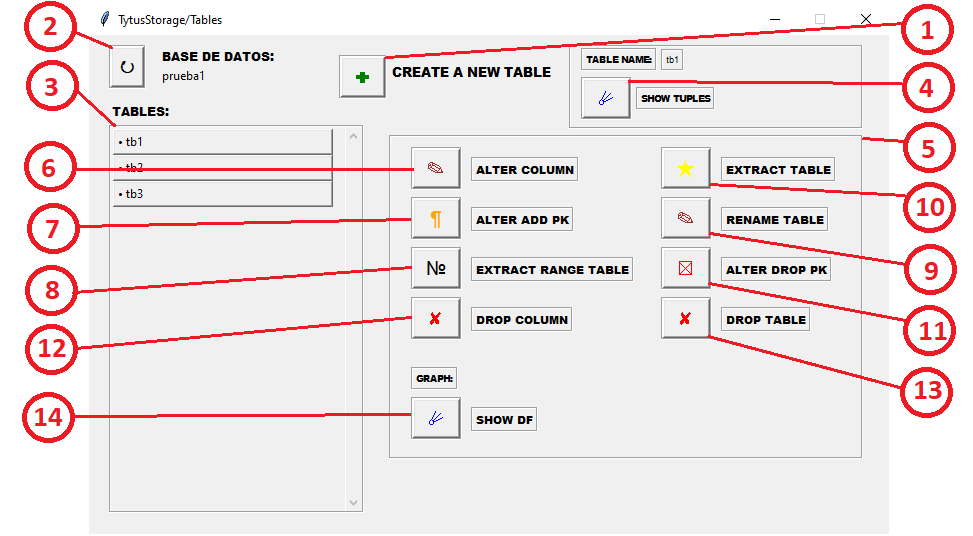 TytusStorage/Tables
1
2
BASE DE DATOS:
prueba1
CREATE A NEW TABLE
TABLE NAME:
tb1
3
4
SHOW TUPLES
TABLES:
• tb1
• tb2
• tb3
5
6
ALTER COLUMN
EXTRACT TABLE
10
7
ALTER ADD PK
RENAME TABLE
9
8
№
EXTRACT RANGE TABLE
ALTER DROP PK
11
12
DROP COLUMN
DROP TABLE
13
GRAPH:
14
SHOW DF